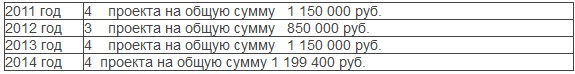 2011 год 4 проекта на общую сумму 1 150 000 руб.
2012 год 3 проекта на общую сумму 850 000 руб.
2013 год 4 проекта на общую сумму 1 150 000 руб.
2014 год 4 проекта на общую сумму 1 199 400 руб.